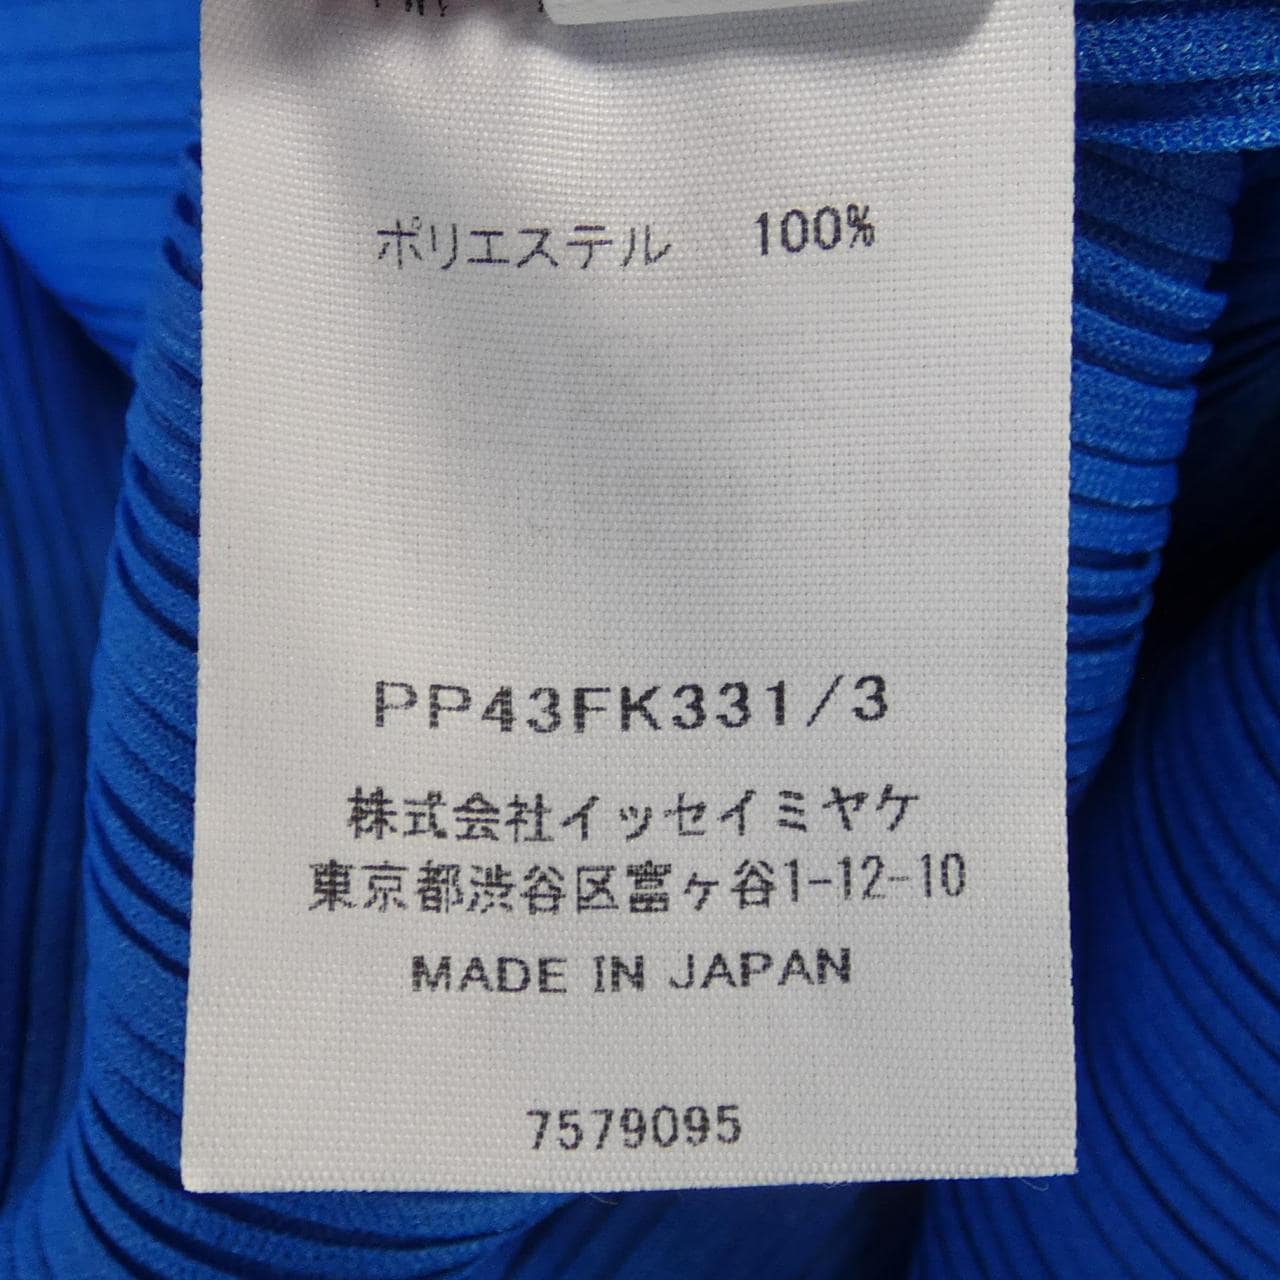 ポリエステル 100%
PP43FK331/3
株式会社イッセイミヤケ
東京都渋谷区富ヶ谷1-12-10
MADE IN JAPAN
7579095